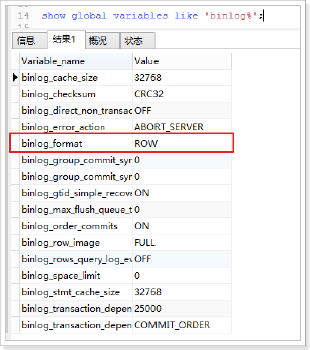 14 show global variables like 'binlog%';
信息 结果1 概况 状态
Variable_name Value
binlog_cache_size 32768
binlog_checksum CRC32
binlog_direct_non_transac OFF
binlog_error_action ABORT_SERVER
binlog_format ROW
binlog_group_commit_syr 0
binlog_group_commit_syr 0
binlog_gtid_simple_recove ON
binlog_max_flush_queue_t 0
binlog_order_commits ON
binlog_row_image FULL
binlog_rows_query_log_ev OFF
binlog_space_limit 0
binlog_stmt_cache_size 32768
binlog_transaction_depen 25000
binlog_transaction_depen COMMIT_ORDER